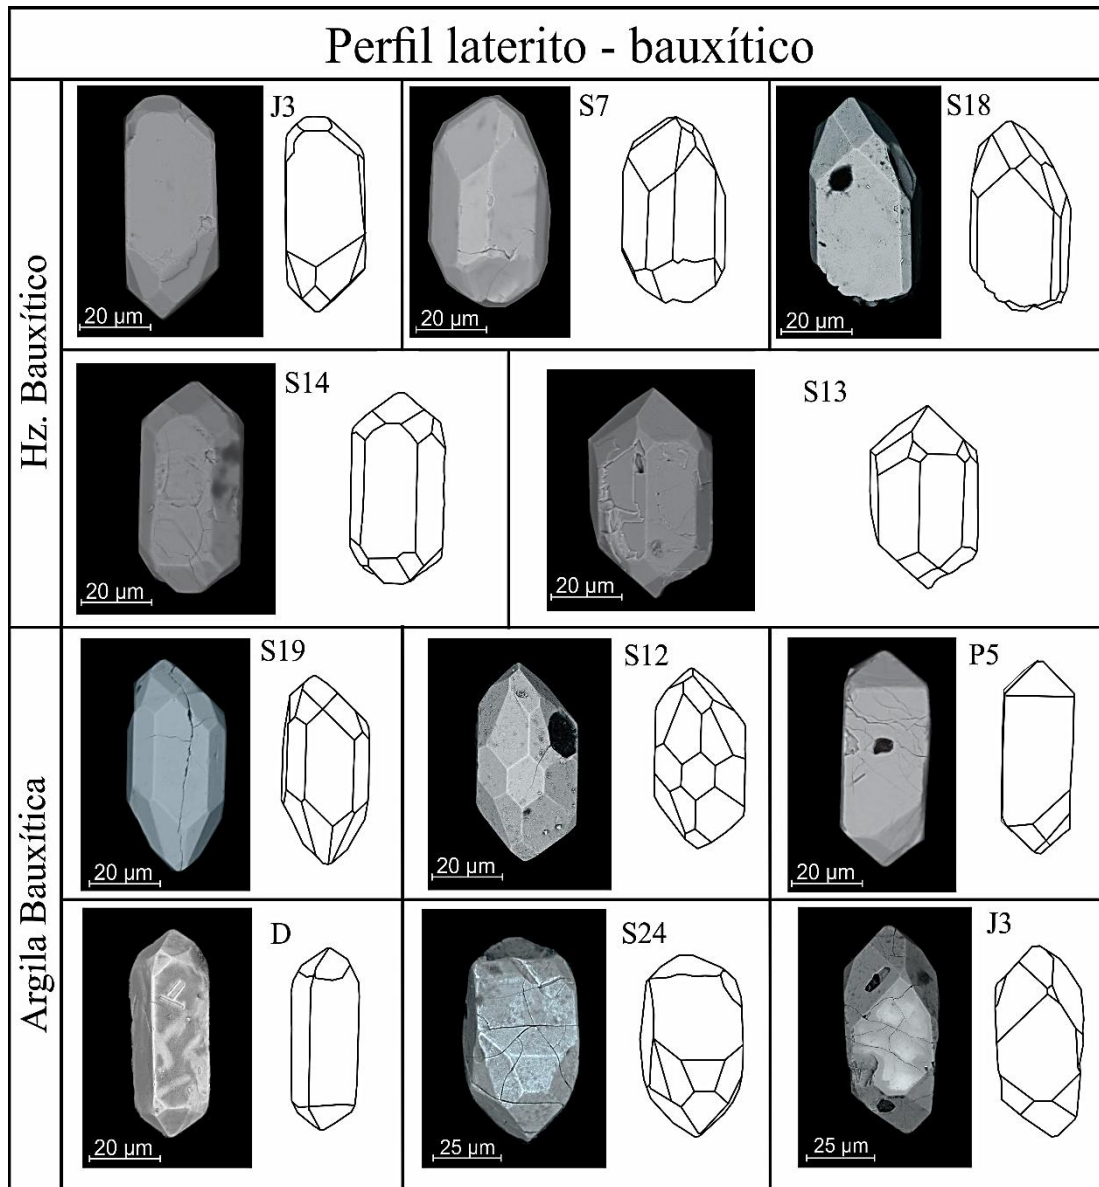 Perfil laterito - bauxítico
Hz. Bauxítico
J3
20 µm
S7
20 µm
S18
20 µm
S14
20 µm
S13
20 µm
Argila Bauxítica
S19
20 µm
S12
20 µm
P5
20 µm
D
20 µm
S24
25 µm
J3
25 µm